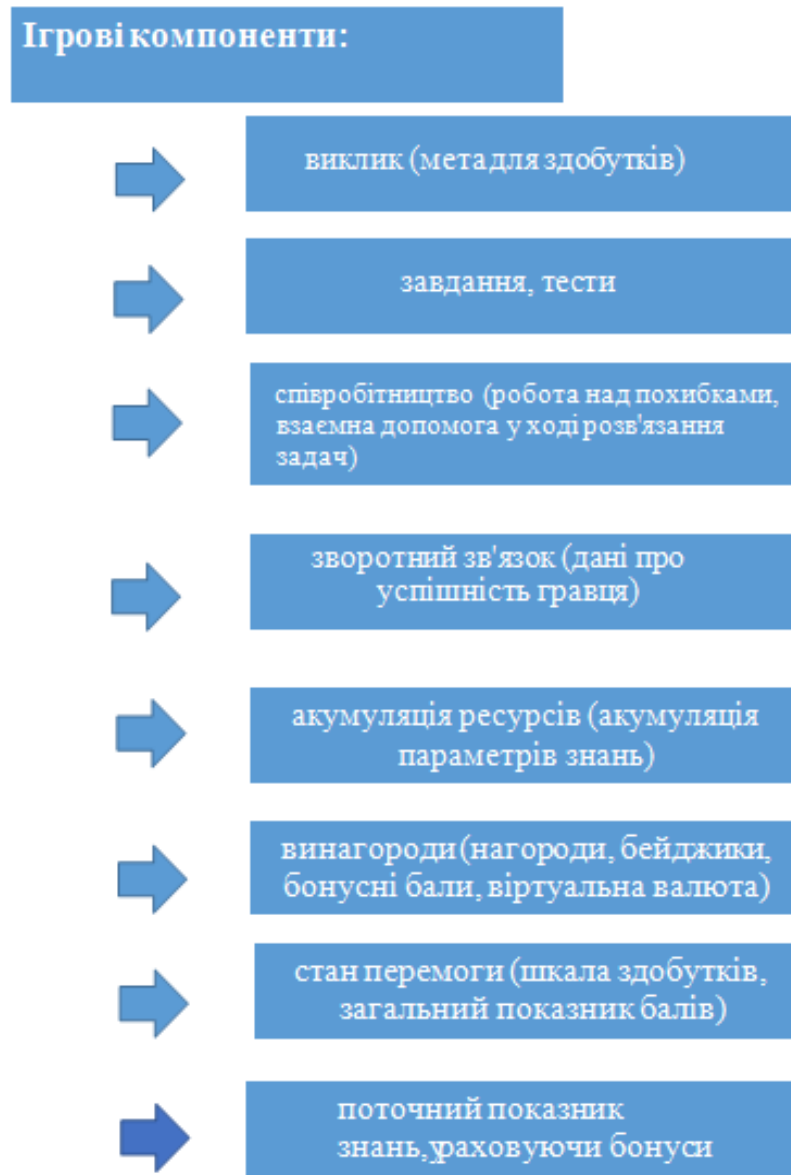 Ігрові компоненти:
виклик (мета для здобутків)
завдання, тести
співробітництво (робота над похибками,
взаємна допомога у ході розв'язання
задач)
зворотний зв'язок (дані про
успішність гравця)
акумуляція ресурсів (акумуляція
параметрів знань)
винагороди (нагороди, бейджики,
бонусні бали, віртуальна валюта)
стан перемоги (шкала здобутків,
загальний показник балів)
поточний показник
знань,ураховуючи бонуси